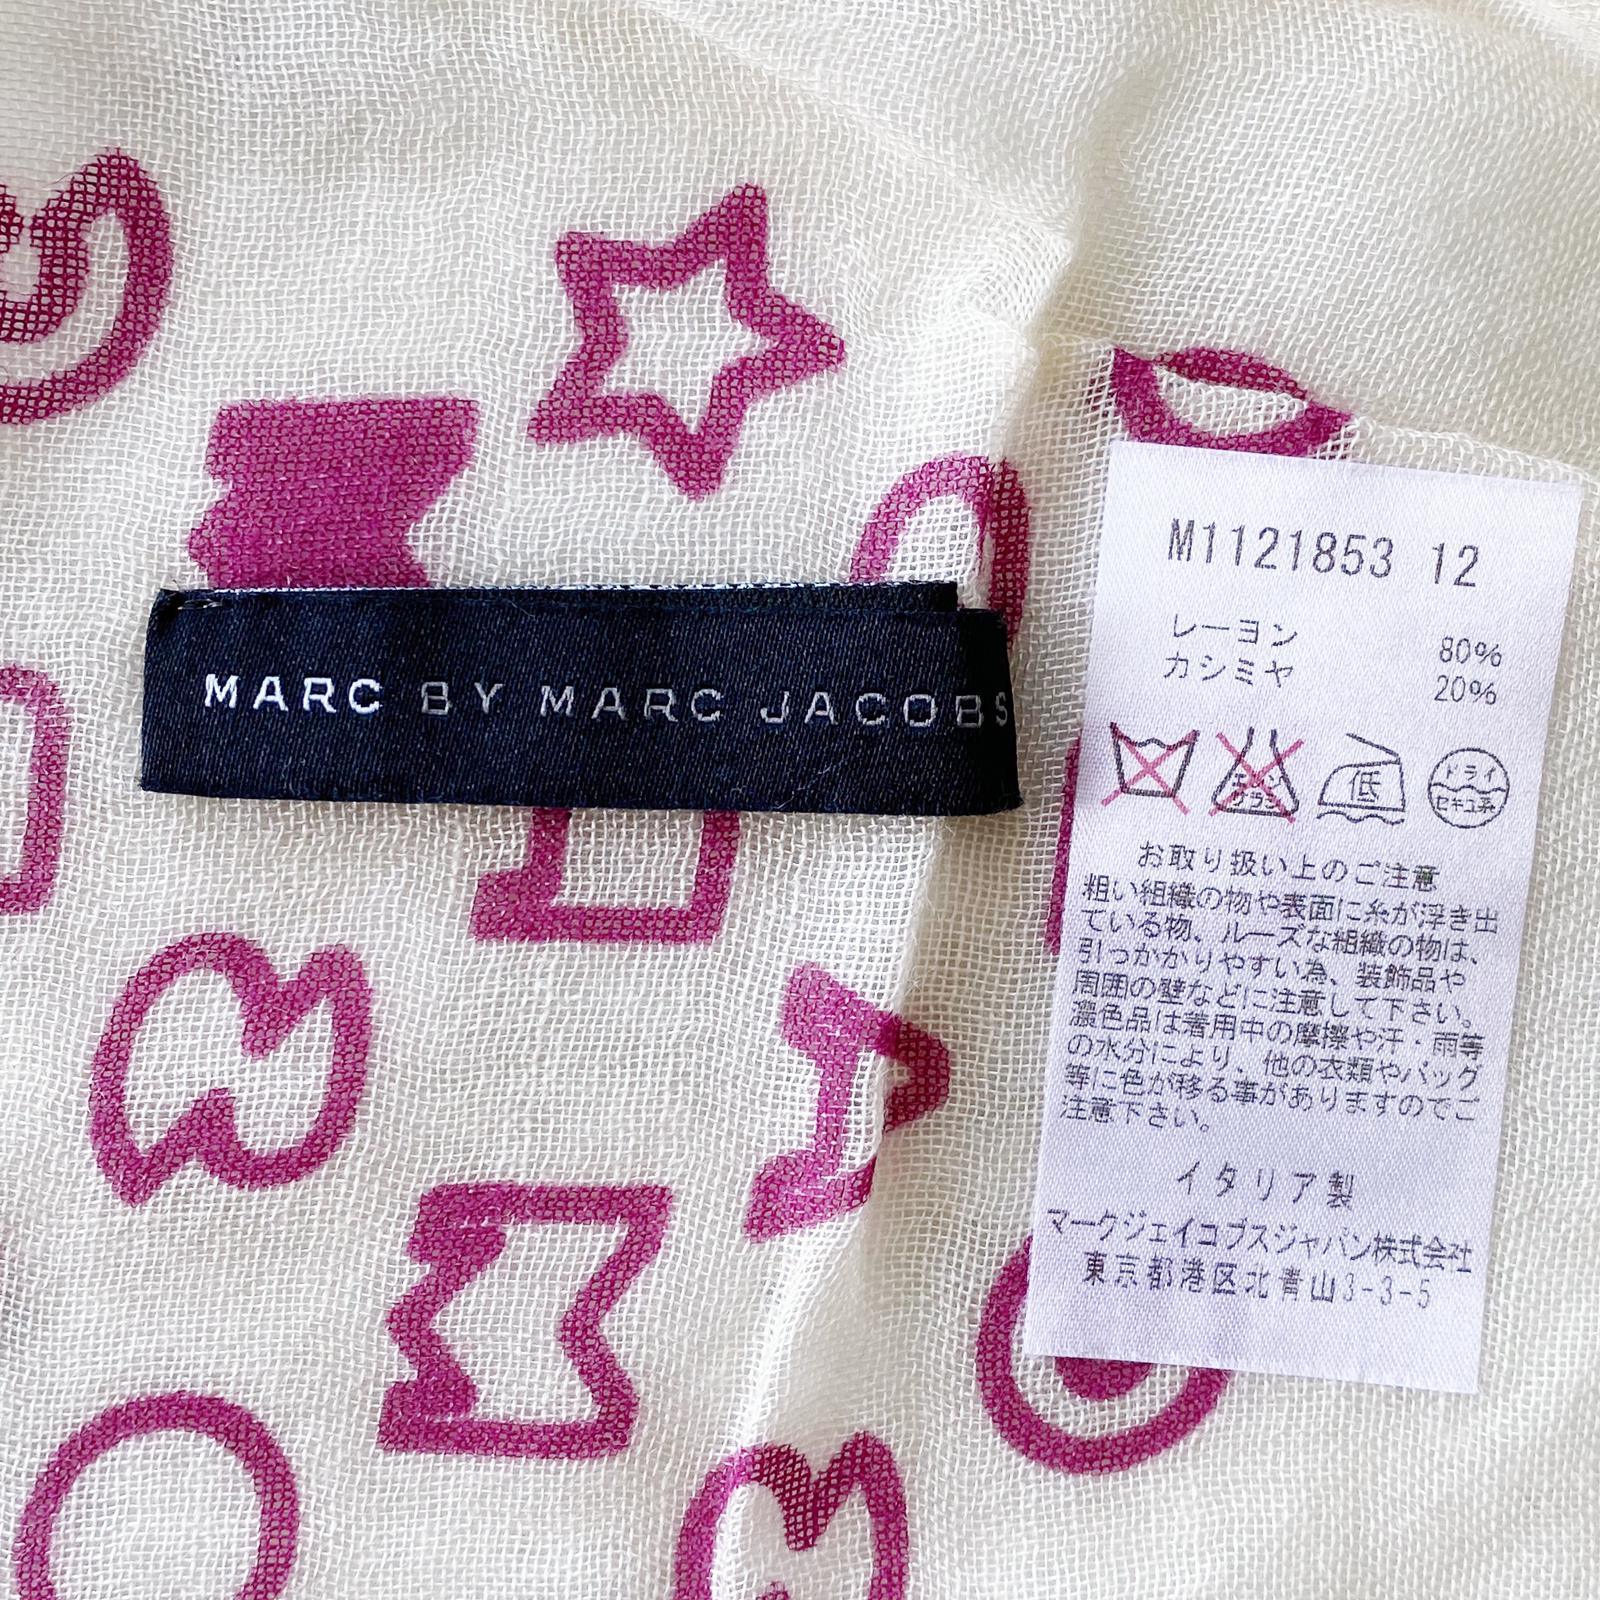 MARC BY MARC JACOBS
M1121853 12
レーヨン 80%
カシミヤ 20%
エンソ
サラシ
低
ドライ
セキユ系
お取り扱い上のご注意
粗い組織の物や表面に糸が浮き出
ている物、ルーズな組織の物は、
引っかかりやすい為、装飾品や
周囲の壁などに注意して下さい。
濃色品は着用中の摩擦や汗・雨等
の水分により、他の衣類やバッグ
等に色が移る事がありますのでご
注意下さい。
イタリア製
マークジェイコブスジャパン株式会社
東京都港区北青山3-3-5